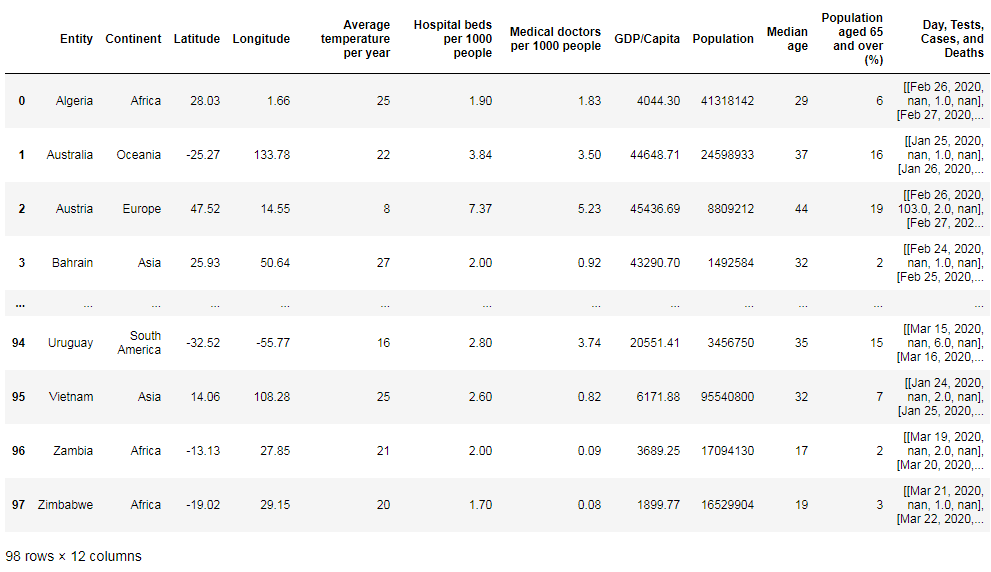 Entity Continent Latitude Longitude Average temperature per year Hospital beds per 1000 people Medical doctors per 1000 people GDP/Capita Population Median age Population aged 65 and over (%) Day, Tests, Cases, and Deaths
0 Algeria Africa 28.03 1.66 25 1.90 1.83 4044.30 41318142 29 6 [[Feb 26, 2020, nan, 1.0, nan], [Feb 27, 2020,...
1 Australia Oceania -25.27 133.78 22 3.84 3.50 44648.71 24598933 37 16 [[Jan 25, 2020, nan, 1.0, nan], [Jan 26, 2020,...
2 Austria Europe 47.52 14.55 8 7.37 5.23 45436.69 8809212 44 19 [[Feb 26, 2020, 103.0, 2.0, nan], [Feb 27, 202...
3 Bahrain Asia 25.93 50.64 27 2.00 0.92 43290.70 1492584 32 2 [[Feb 24, 2020, nan, 1.0, nan], [Feb 25, 2020,...
... ... ... ... ... ... ... ... ... ... ... ... ...
94 Uruguay South America -32.52 -55.77 16 2.80 3.74 20551.41 3456750 35 15 [[Mar 15, 2020, nan, 6.0, nan], [Mar 16, 2020,...
95 Vietnam Asia 14.06 108.28 25 2.60 0.82 6171.88 95540800 32 7 [[Jan 24, 2020, nan, 2.0, nan], [Jan 25, 2020,...
96 Zambia Africa -13.13 27.85 21 2.00 0.09 3689.25 17094130 17 2 [[Mar 19, 2020, nan, 2.0, nan], [Mar 20, 2020,...
97 Zimbabwe Africa -19.02 29.15 20 1.70 0.08 1899.77 16529904 19 3 [[Mar 21, 2020, nan, 1.0, nan], [Mar 22, 2020,...
98 rows × 12 columns